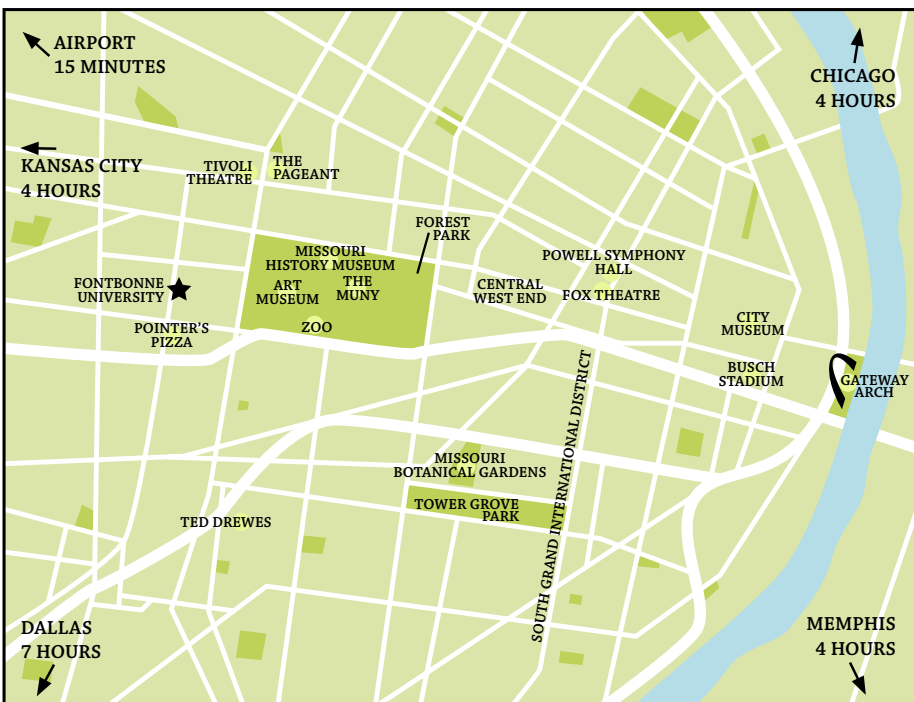 AIRPORT
15 MINUTES
CHICAGO
4 HOURS
KANSAS CITY
4 HOURS
TIVOLI
THEATRE
THE
PAGEANT
FOREST
PARK
MISSOURI
HISTORY MUSEUM
ART
MUSEUM
THE
MUNY
ZOO
FONTBONNE
UNIVERSITY
POINTER'S
PIZZA
CENTRAL
WEST END
POWELL SYMPHONY
HALL
FOX THEATRE
CITY
MUSEUM
BUSCH
STADIUM
GATEWAY
ARCH
SOUTH GRAND INTERNATIONAL DISTRICT
MISSOURI
BOTANICAL GARDENS
TOWER GROVE
PARK
TED DREWES
DALLAS
7 HOURS
MEMPHIS
4 HOURS